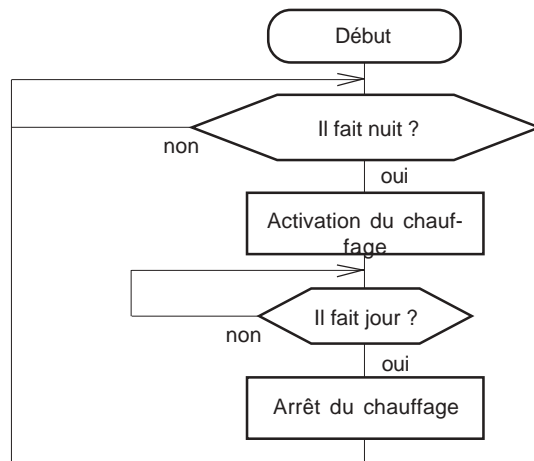 Début
Il fait nuit ?
non
oui
Activation du chauf-
fage
Il fait jour ?
non
oui
Arrêt du chauffage